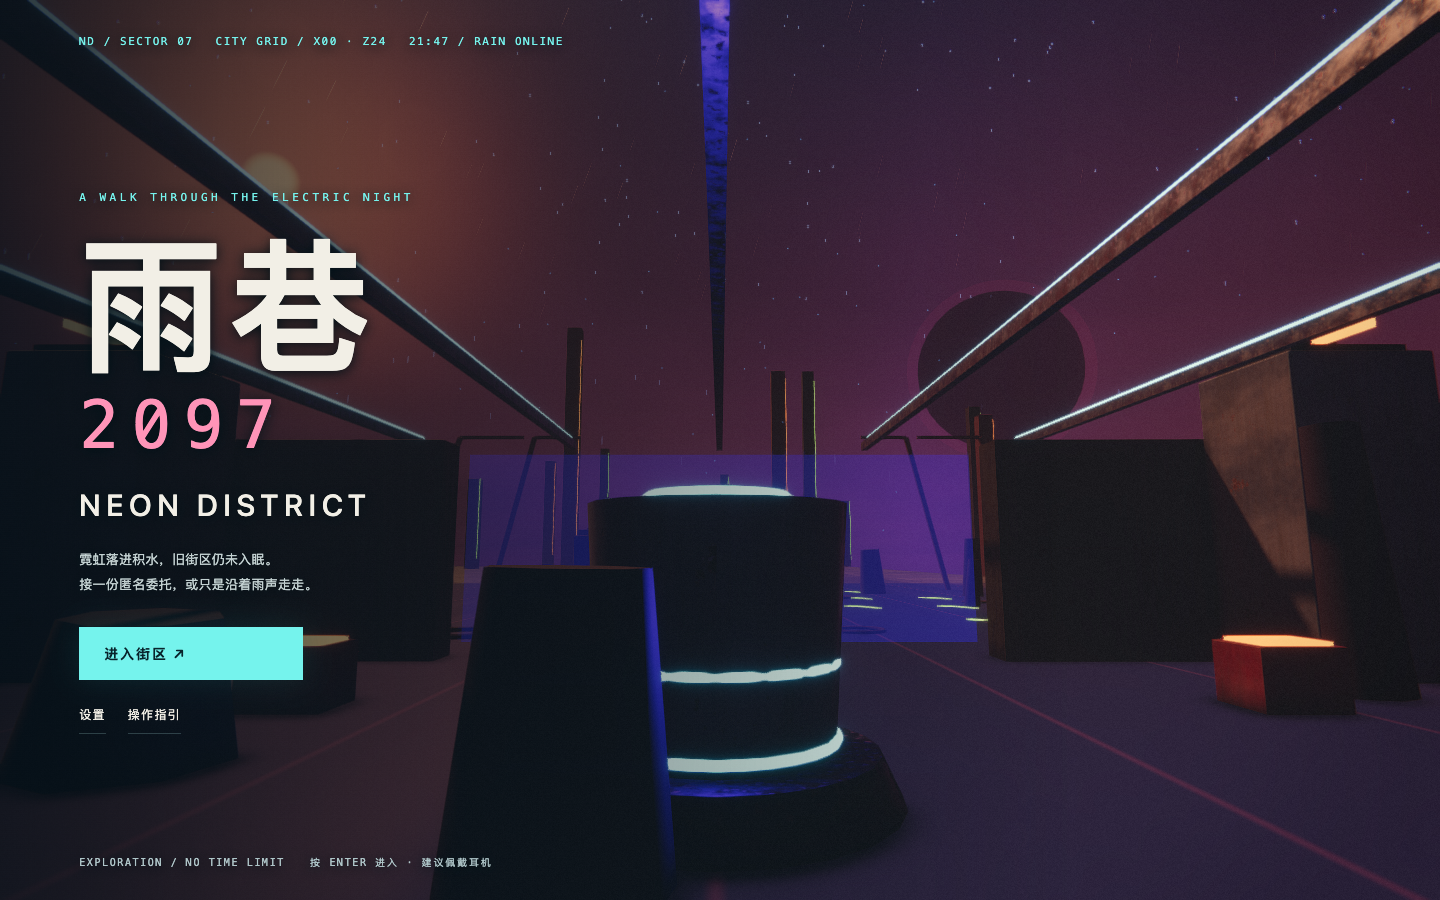 ND / SECTOR 07 CITY GRID / X00 · Z24 21:47 / RAIN ONLINE
A WALK THROUGH THE ELECTRIC NIGHT
雨巷
2097
NEON DISTRICT
霓虹落进积水，旧街区仍未入眠。
接一份匿名委托，或只是沿着雨声走走。
进入街区 ↗
设置 操作指引
EXPLORATION / NO TIME LIMIT 按 ENTER 进入 · 建议佩戴耳机